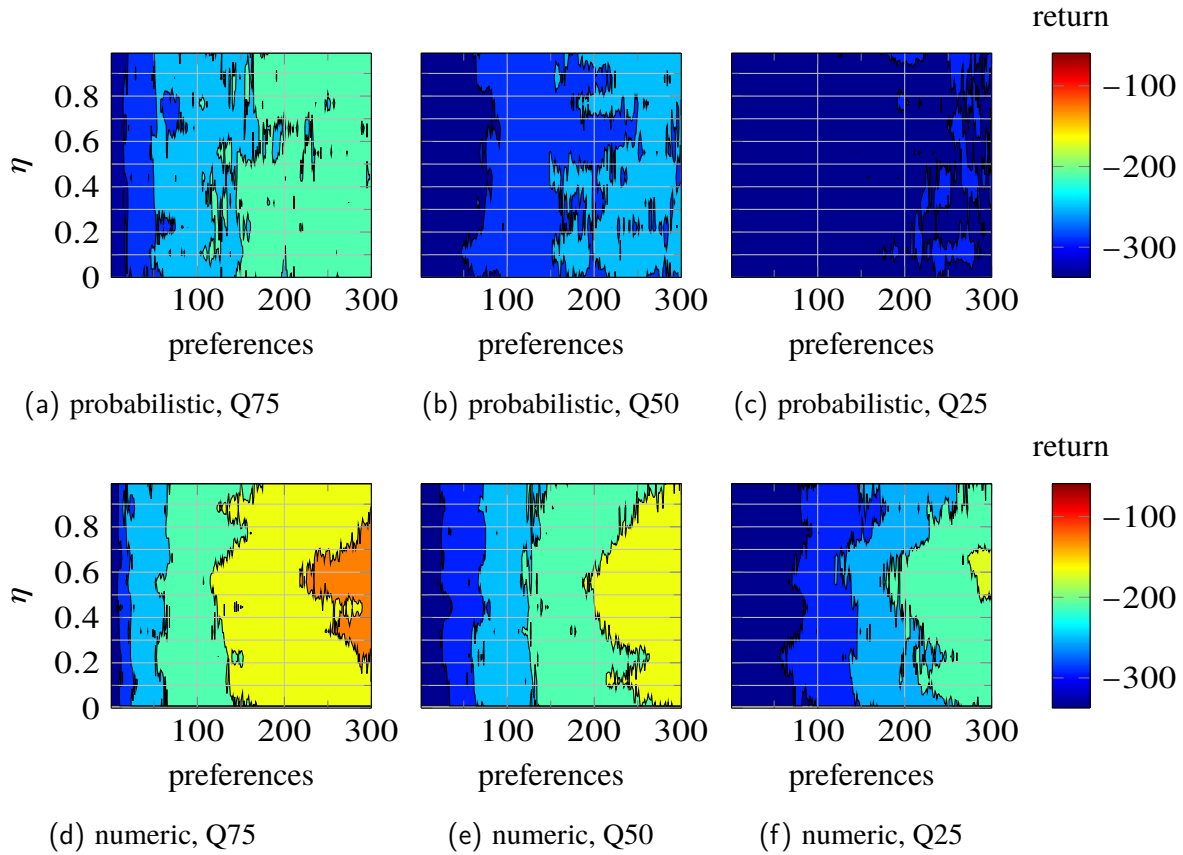 return
0.8
0.6
0.4
0.2
0
η
100 200 300
100 200 300
100 200 300
−100
−200
−300
preferences preferences preferences
(a) probabilistic, Q75 (b) probabilistic, Q50 (c) probabilistic, Q25
return
0.8
0.6
0.4
0.2
0
η
100 200 300
100 200 300
100 200 300
−100
−200
−300
preferences preferences preferences
(d) numeric, Q75 (e) numeric, Q50 (f) numeric, Q25